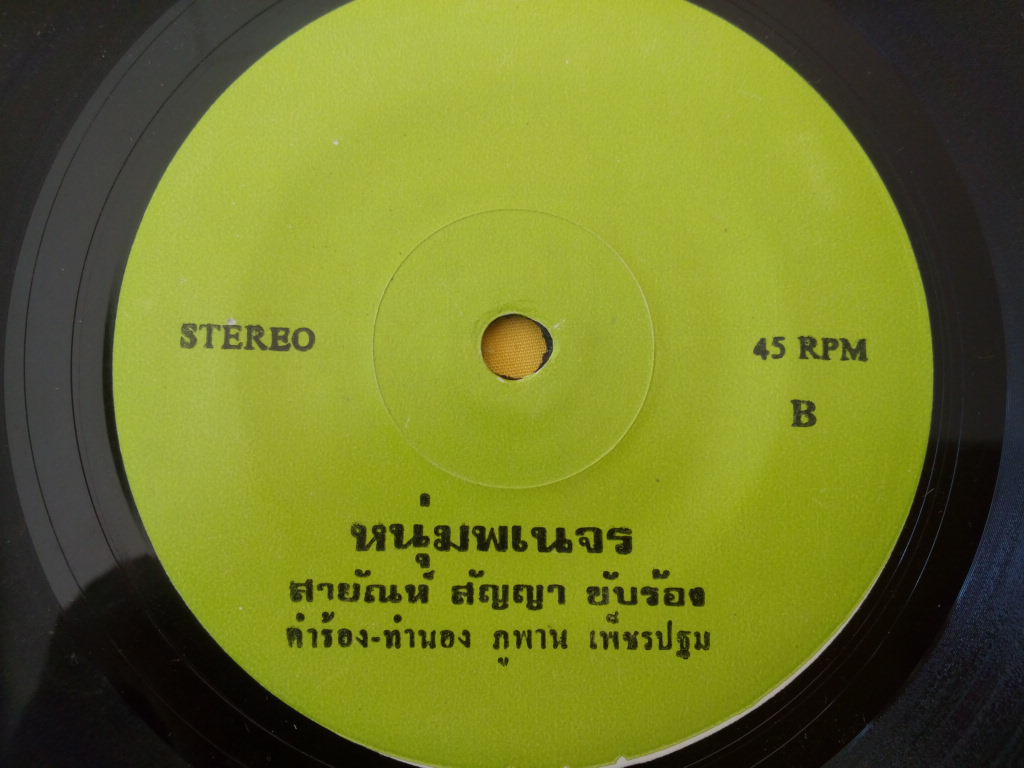 STEREO
45 RPM
B
หนุ่มพเนจร
สายัณห์ สัญญา ขับร้อง
คำร้อง-ทำนอง ภูพาน เพ็ชรปฐม